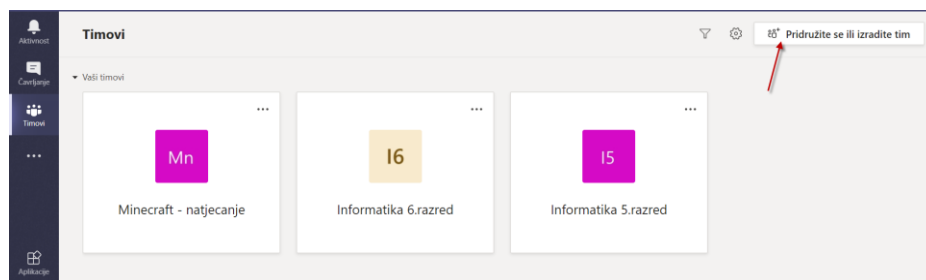 Aktivnost
Čavrljanje
Timovi
Aplikacije
Timovi
Pridružite se ili izradite tim
Vaši timovi
Mn
Minecraft - natjecanje
I6
Informatika 6.razred
I5
Informatika 5.razred